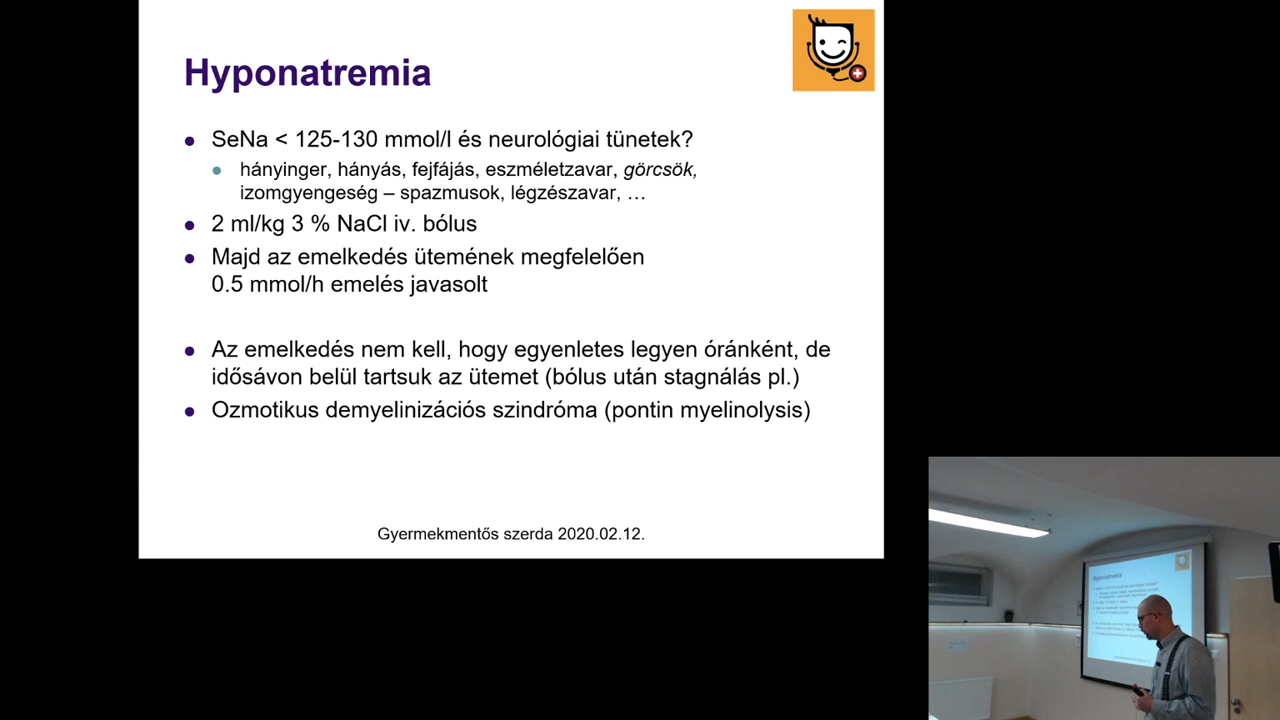 Hyponatremia
SeNa < 125-130 mmol/l és neurológiai tünetek?
hányinger, hányás, fejfájás, eszméletzavar, görcsök,
izomgyengeség – spazmusok, légzészavar, …
2 ml/kg 3 % NaCl iv. bólus
Majd az emelkedés ütemének megfelelően
0.5 mmol/h emelés javasolt
Az emelkedés nem kell, hogy egyenletes legyen óránként, de
idősávon belül tartsuk az ütemet (bólus után stagnálás pl.)
Ozmotikus demyelinizációs szindróma (pontin myelinolysis)
Gyermekmentős szerda 2020.02.12.
Hyponatremia